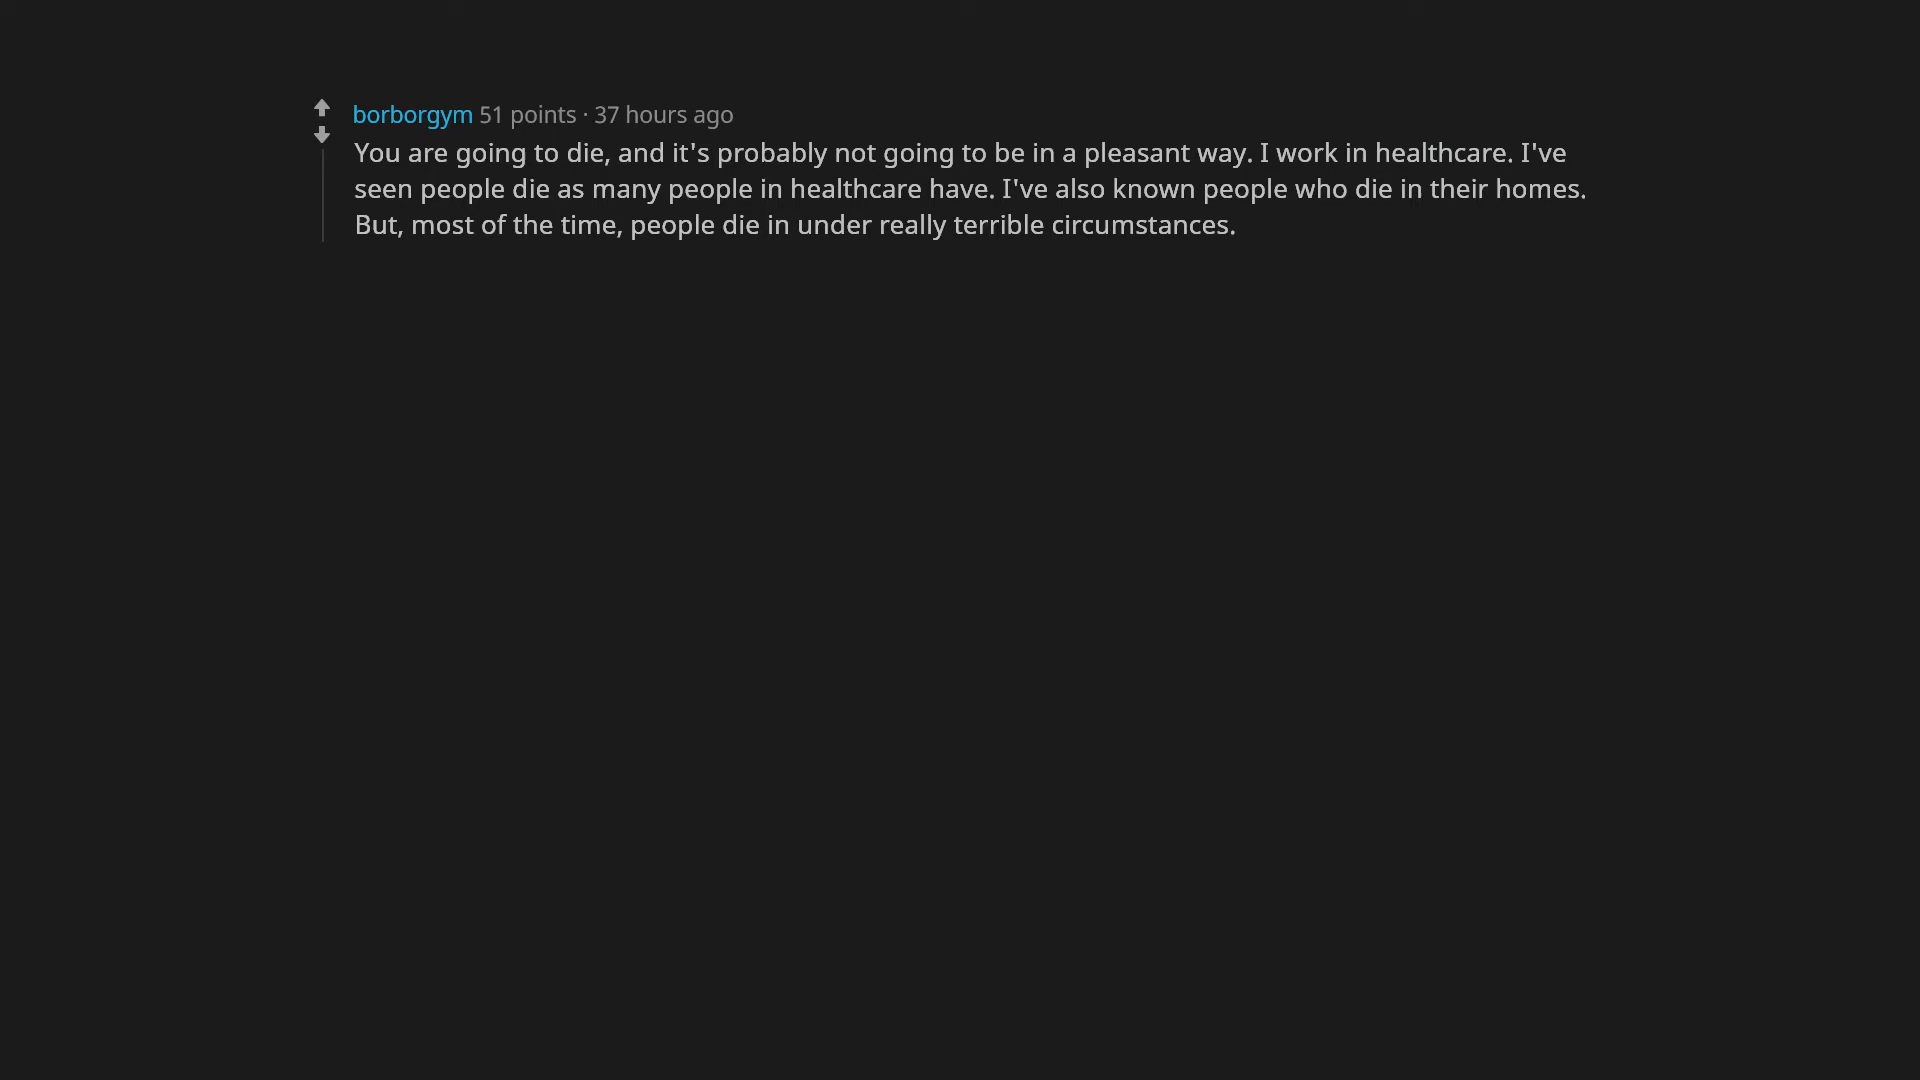 borborgym 51 points · 37 hours ago
You are going to die, and it's probably not going to be in a pleasant way. I work in healthcare. I've
seen people die as many people in healthcare have. I've also known people who die in their homes.
But, most of the time, people die in under really terrible circumstances.